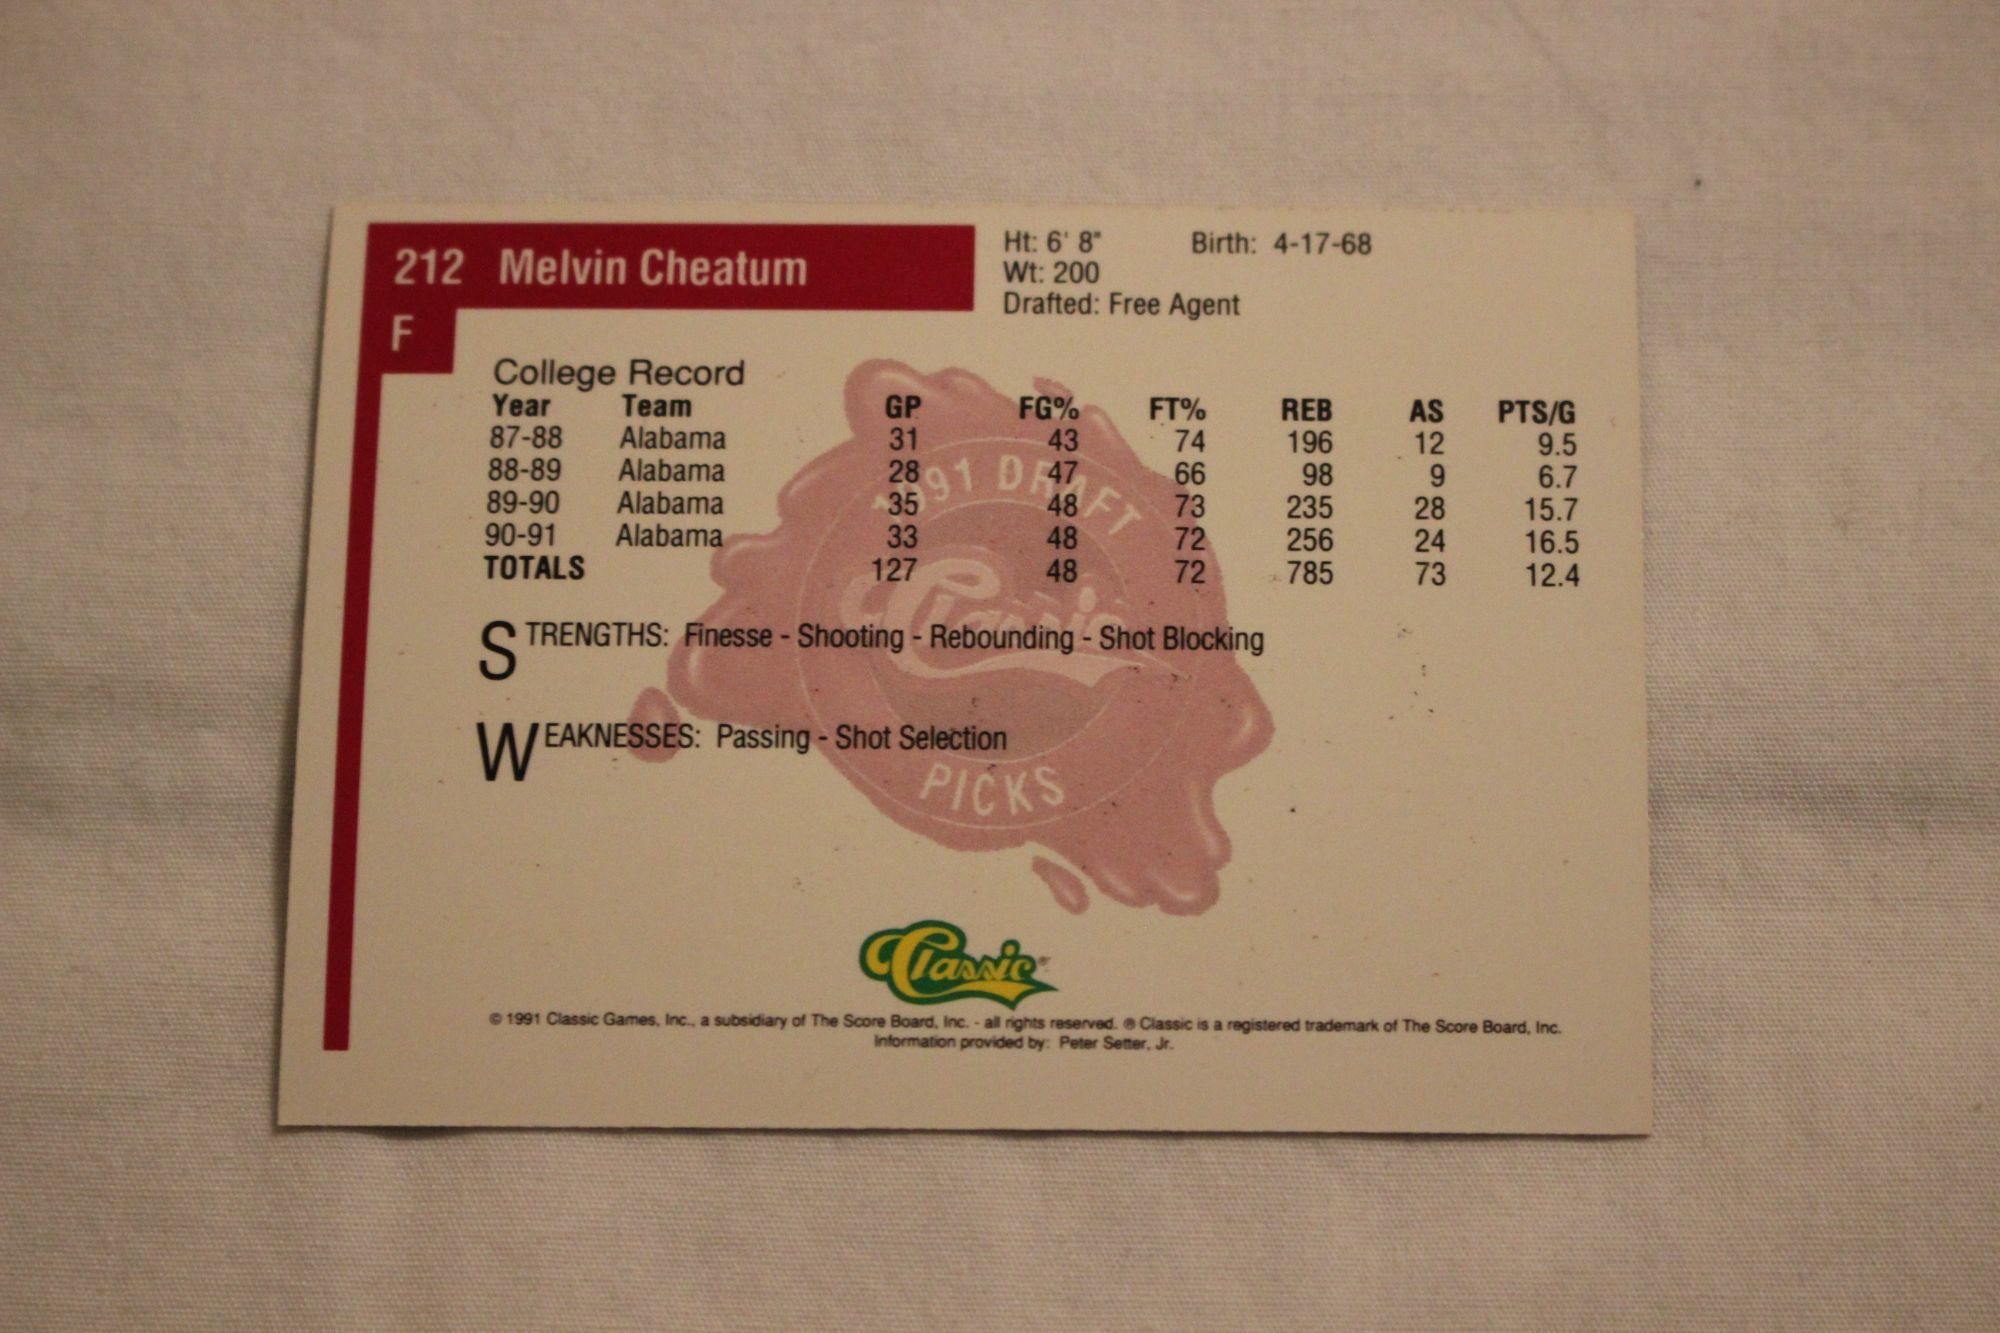 212 Melvin Cheatum
F
Ht: 6' 8" Birth: 4-17-68
Wt: 200
Drafted: Free Agent
College Record
Year Team GP FG% FT% REB AS PTS/G
87-88 Alabama 31 43 74 196 12 9.5
88-89 Alabama 28 47 66 98 9 6.7
89-90 Alabama 35 48 73 235 28 15.7
90-91 Alabama 33 48 72 256 24 16.5
TOTALS 127 48 72 785 73 12.4
STRENGTHS: Finesse - Shooting - Rebounding - Shot Blocking
WEAKNESSES: Passing - Shot Selection
1991 DRAFT
Classic
PICKS
Classic®
© 1991 Classic Games, Inc., a subsidiary of The Score Board, Inc. - all rights reserved. ® Classic is a registered trademark of The Score Board, Inc.
Information provided by: Peter Setter, Jr.